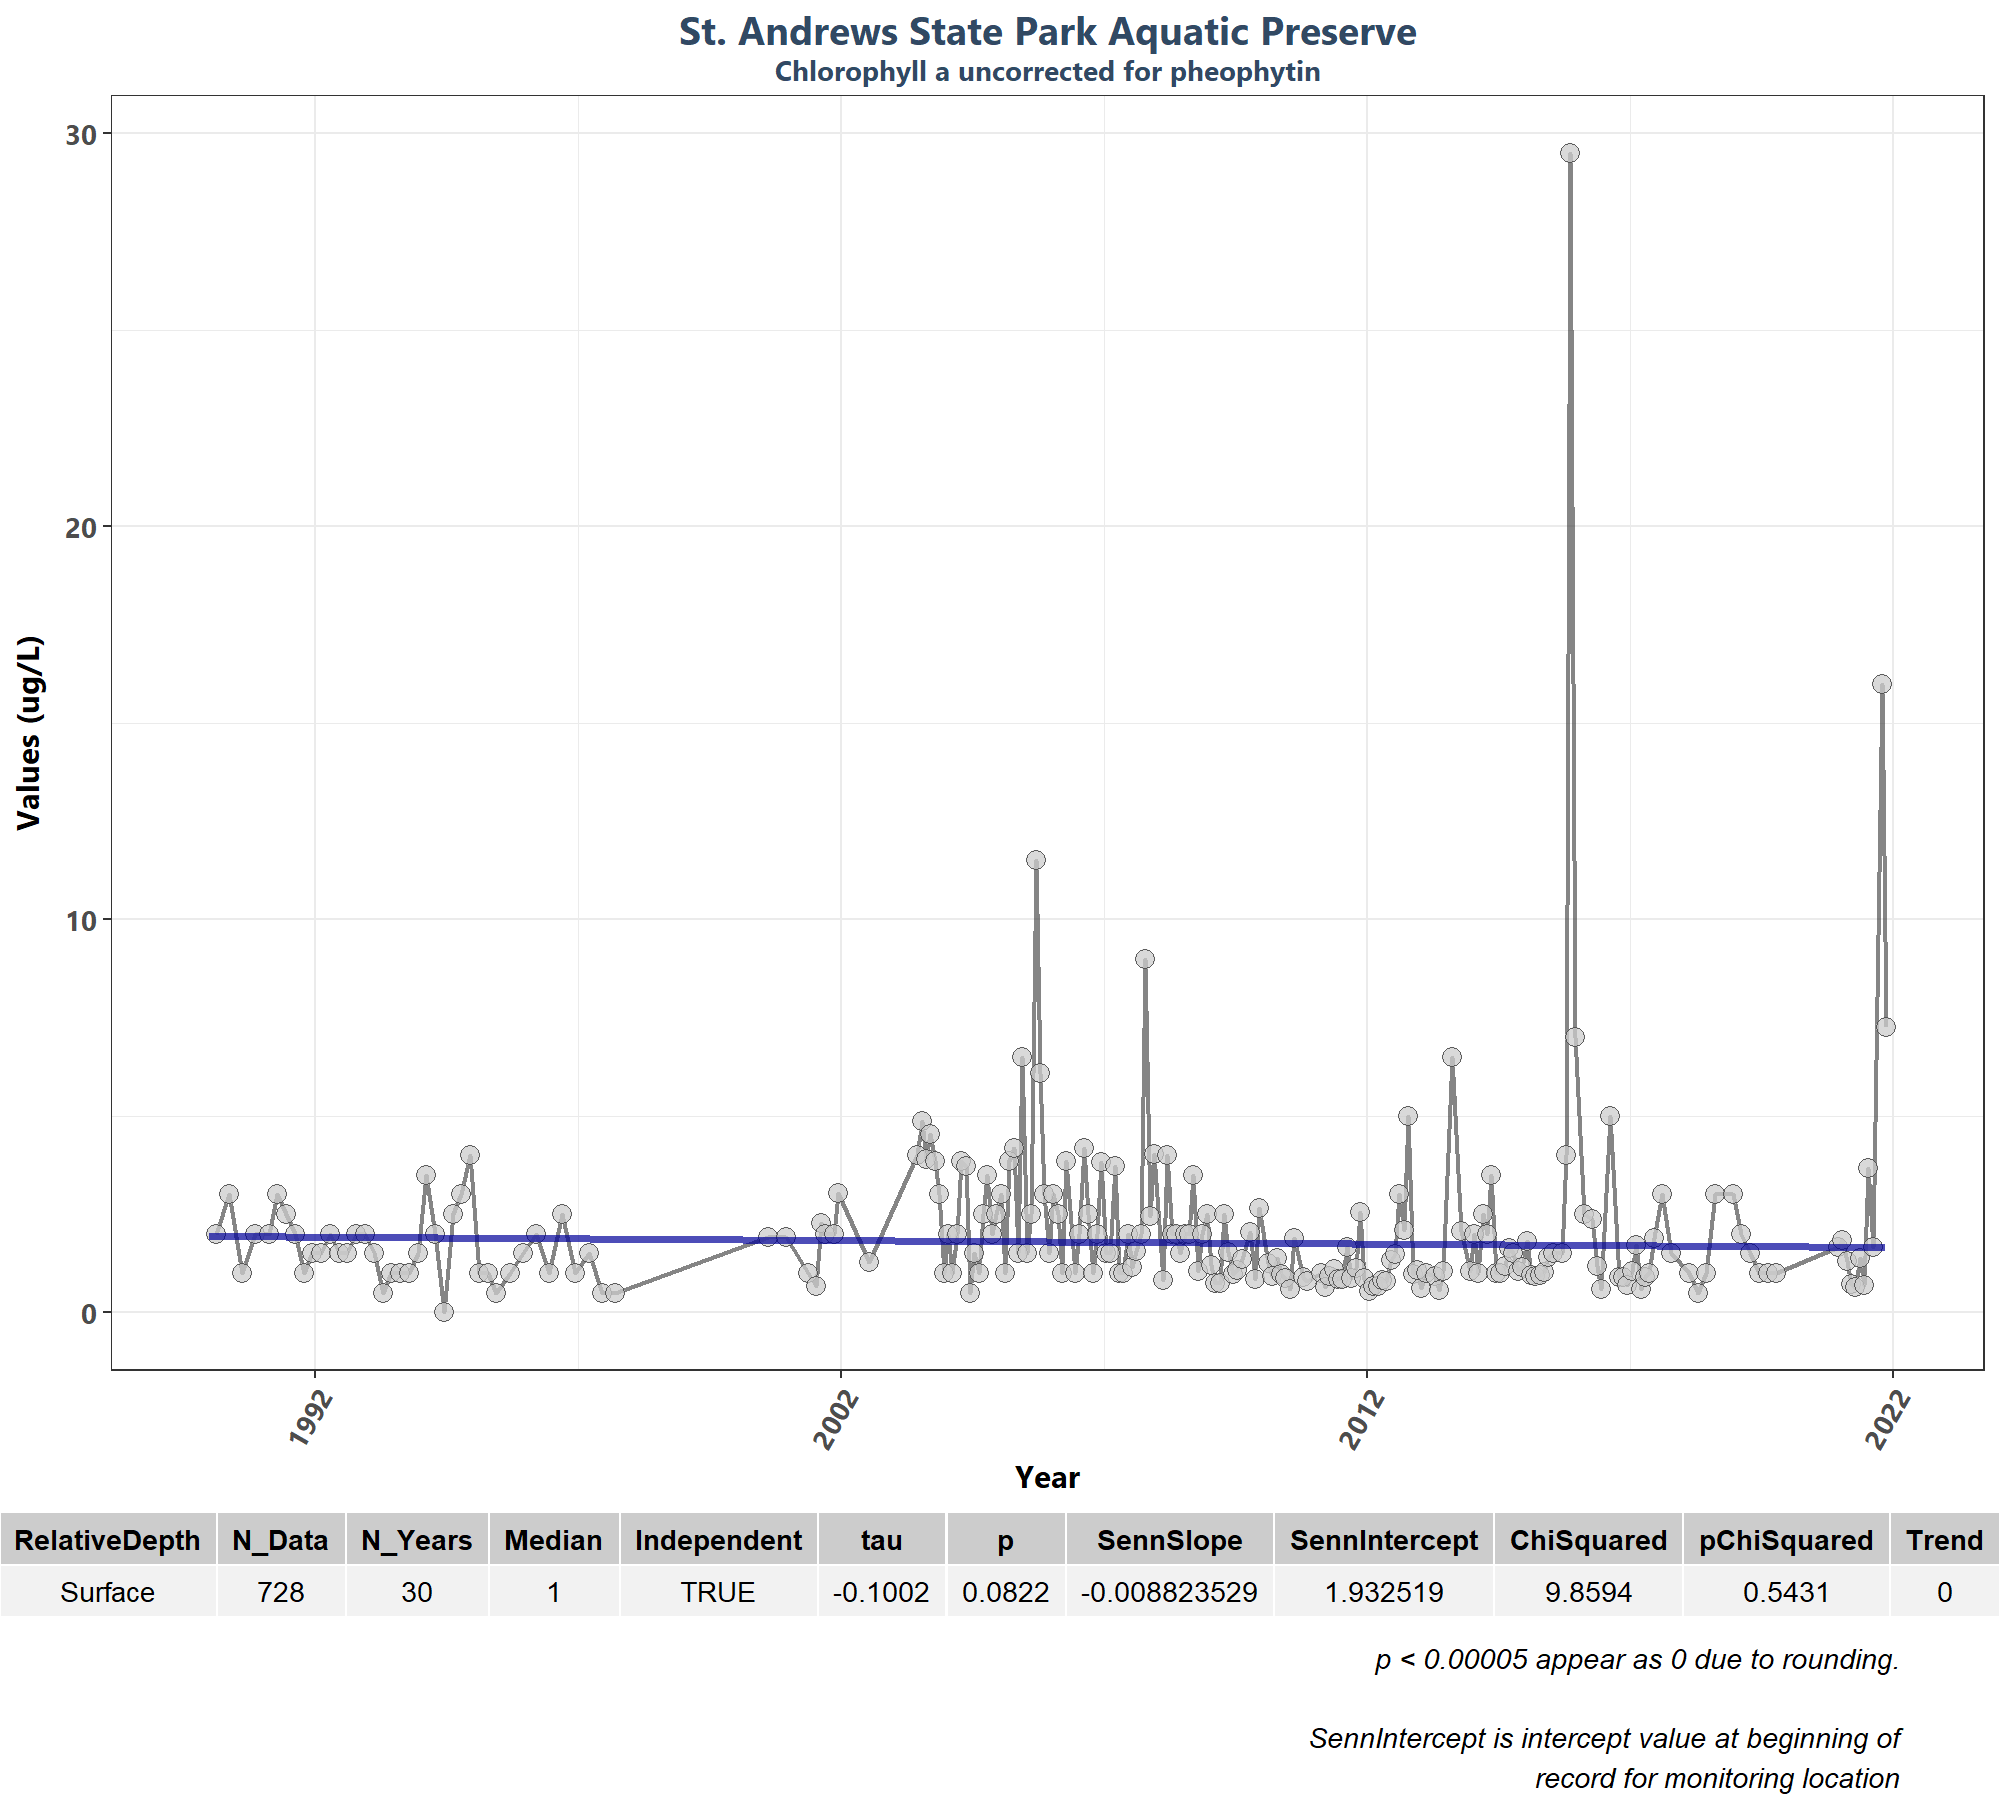 St. Andrews State Park Aquatic Preserve
Chlorophyll a uncorrected for pheophytin
Values (ug/L)
30
20
10
0
1992 2002 2012 2022
Year
RelativeDepth N_Data N_Years Median Independent tau p SennSlope SennIntercept ChiSquared pChiSquared Trend
Surface 728 30 1 TRUE -0.1002 0.0822 -0.008823529 1.932519 9.8594 0.5431 0
p < 0.00005 appear as 0 due to rounding.
SennIntercept is intercept value at beginning of
record for monitoring location